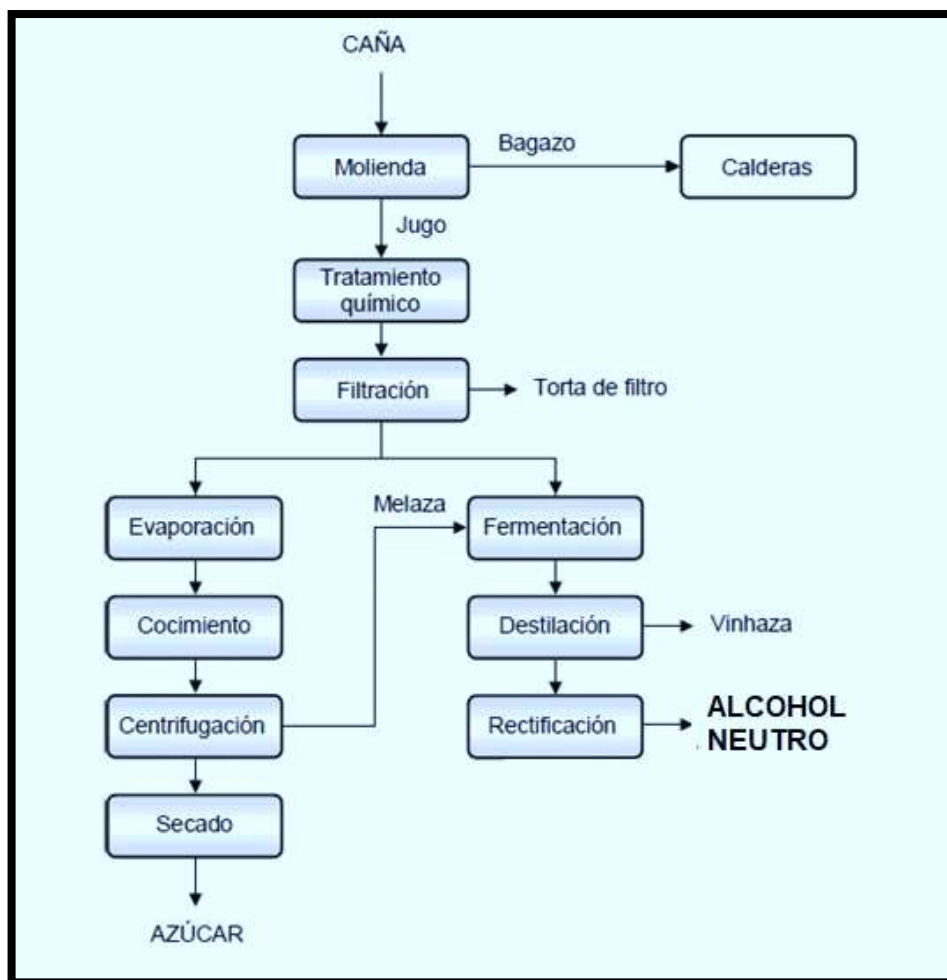 CAÑA
Molienda
Bagazo
Calderas
Jugo
Tratamiento
químico
Filtración
Torta de filtro
Evaporación
Melaza
Fermentación
Cocimiento
Destilación
Vinhaza
Centrifugación
Rectificación
ALCOHOL
NEUTRO
Secado
AZÚCAR